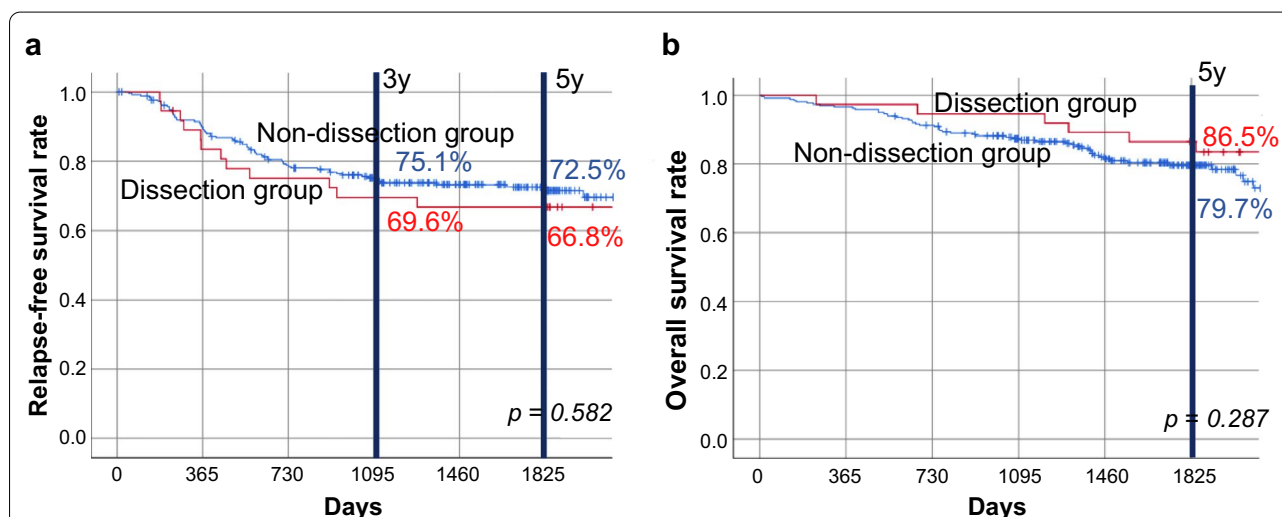 a
3y
5y
Relapse-free survival rate
1.0
0.8
0.6
0.4
0.2
0.0
Non-dissection group
75.1%
72.5%
Dissection group
69.6%
66.8%
p = 0.582
0 365 730 1095 1460 1825
Days
b
5y
Overall survival rate
1.0
0.8
0.6
0.4
0.2
0.0
Dissection group
86.5%
Non-dissection group
79.7%
p = 0.287
0 365 730 1095 1460 1825
Days